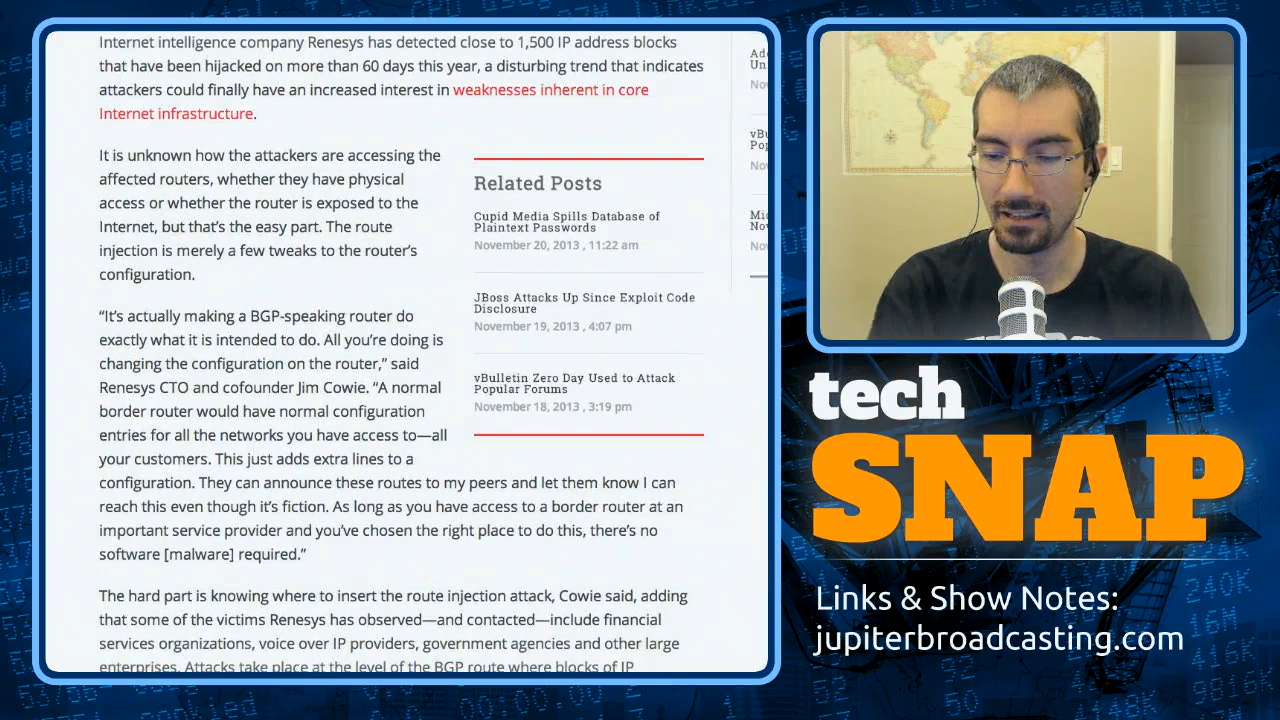 Internet intelligence company Renesys has detected close to 1,500 IP address blocks
that have been hijacked on more than 60 days this year, a disturbing trend that indicates
attackers could finally have an increased interest in weaknesses inherent in core
Internet infrastructure.
It is unknown how the attackers are accessing the
affected routers, whether they have physical
access or whether the router is exposed to the
Internet, but that's the easy part. The route
injection is merely a few tweaks to the router's
configuration.
“It's actually making a BGP-speaking router do
exactly what it is intended to do. All you're doing is
changing the configuration on the router,” said
Renesys CTO and cofounder Jim Cowie. “A normal
border router would have normal configuration
entries for all the networks you have access to—all
your customers. This just adds extra lines to a
configuration. They can announce these routes to my peers and let them know I can
reach this even though it's fiction. As long as you have access to a border router at an
important service provider and you've chosen the right place to do this, there's no
software [malware] required.”
The hard part is knowing where to insert the route injection attack, Cowie said, adding
that some of the victims Renesys has observed—and contacted—include financial
services organizations, voice over IP providers, government agencies and other large
enterprises. Attacks take place at the level of the BGP route where blocks of IP
Related Posts
Cupid Media Spills Database of
Plaintext Passwords
November 20, 2013 , 11:22 am
JBoss Attacks Up Since Exploit Code
Disclosure
November 19, 2013 , 4:07 pm
vBulletin Zero Day Used to Attack
Popular Forums
November 18, 2013 , 3:19 pm
tech
SNAP
Links & Show Notes:
jupiterbroadcasting.com